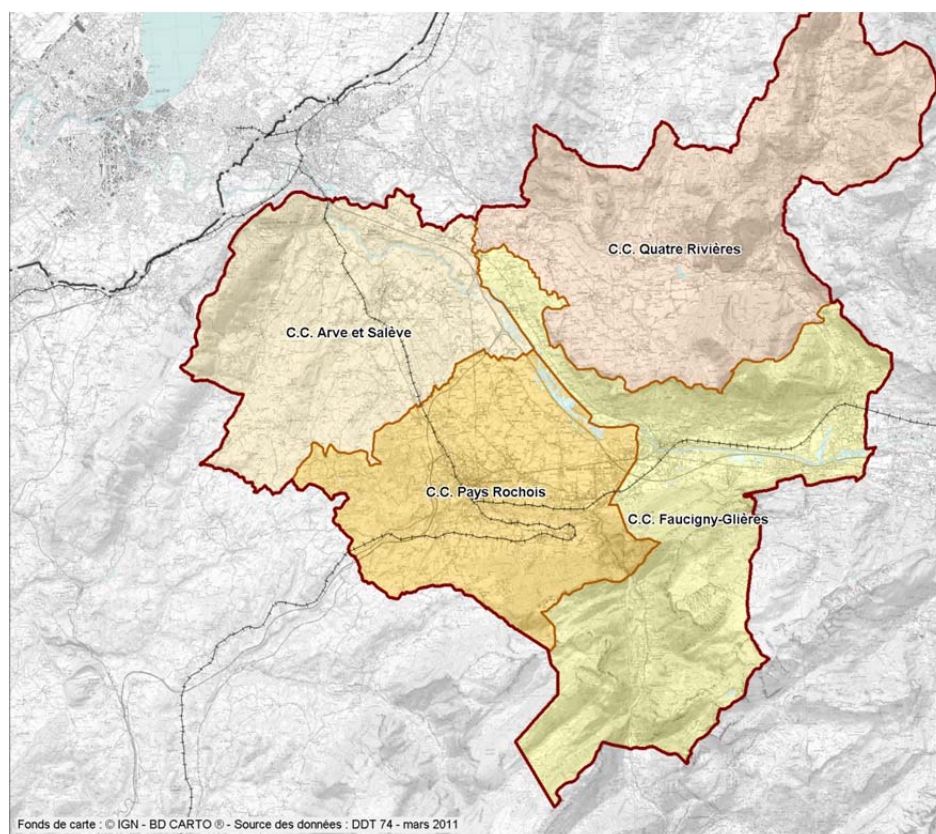 C.C. Quatre Rivières
C.C. Arve et Salève
C.C. Pays Rochois
C.C. Faucigny-Glières
Fonds de carte : © IGN - BD CARTO ® - Source des données : DDT 74 - mars 2011